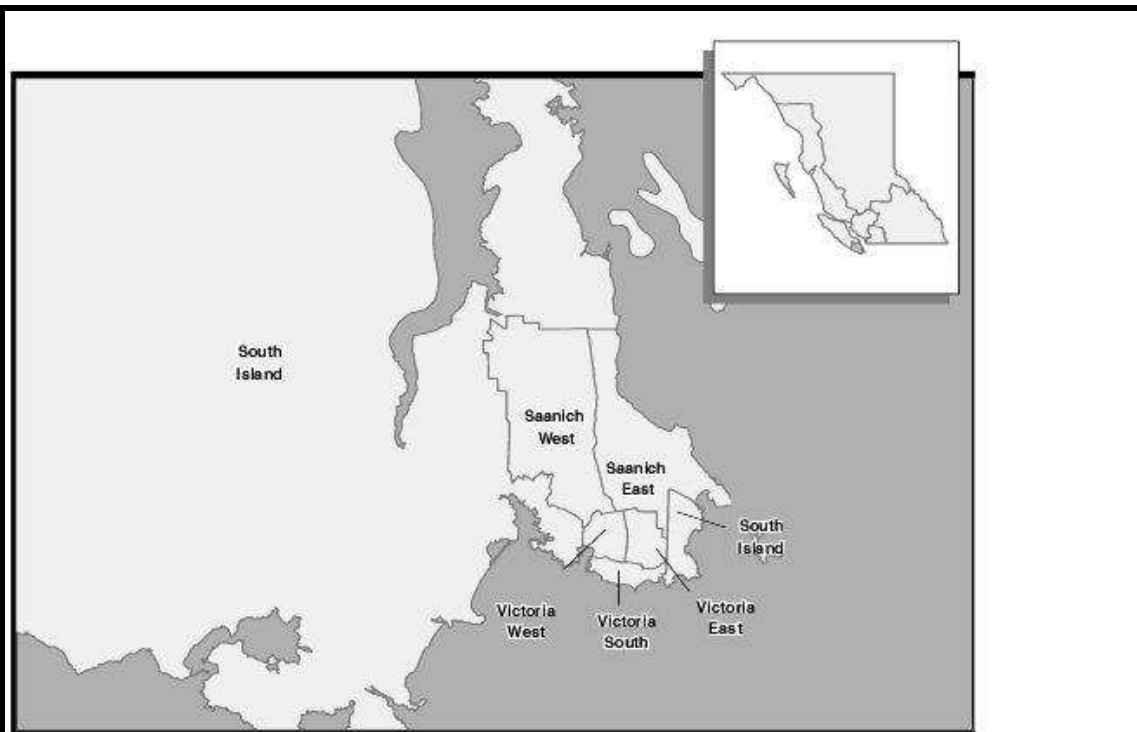 South
Island
Saanich
West
Saanich
East
South
Island
Victoria
West
Victoria
South
Victoria
East